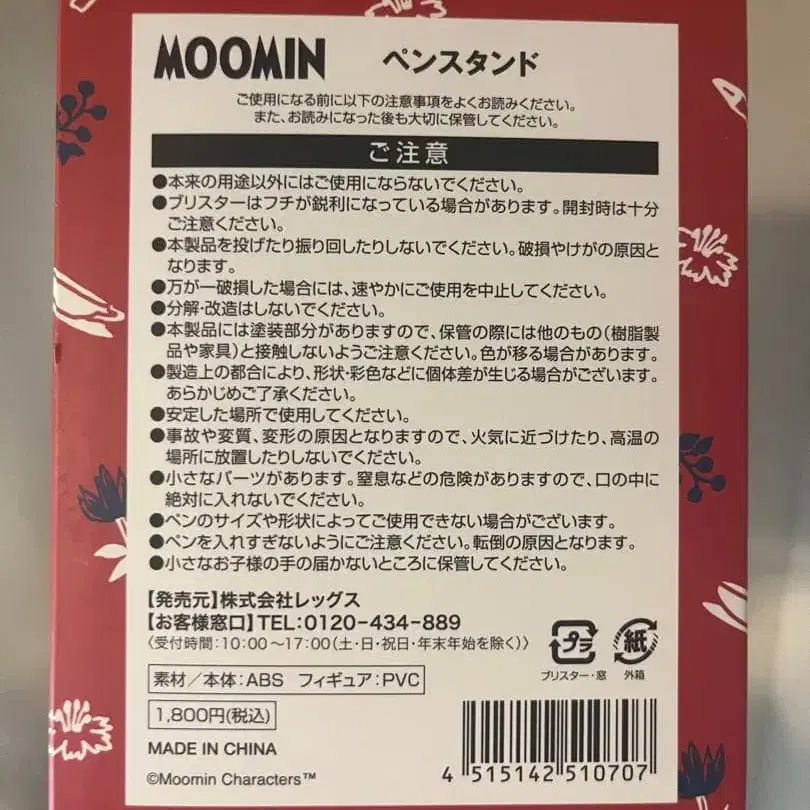 MOOMIN ペンスタンド
ご使用になる前に以下の注意事項をよくお読みください。
また、お読みになった後も大切に保管してください。
ご注意
●本来の用途以外にはご使用にならないでください。
●ブリスターはフチが鋭利になっている場合があります。開封時は十分
ご注意ください。
●本製品を投げたり振り回したりしないでください。破損やけがの原因と
なります。
●万が一破損した場合には、速やかにご使用を中止してください。
●分解・改造はしないでください。
●本製品には塗装部分がありますので、保管の際には他のもの(樹脂製
品や家具)と接触しないようご注意ください。色が移る場合があります。
●製造上の都合により、形状・彩色などに個体差が生じる場合がございます。
あらかじめご了承ください。
●安定した場所で使用してください。
●事故や変質、変形の原因となりますので、火気に近づけたり、高温の
場所に放置したりしないでください。
●小さなパーツがあります。窒息などの危険がありますので、口の中に
絶対に入れないでください。
●ペンのサイズや形状によってご使用できない場合がございます。
●ペンを入れすぎないようにご注意ください。転倒の原因となります。
●小さなお子様の手の届かないところに保管してください。
【発売元】株式会社レッグス
【お客様窓口】TEL:0120-434-889
〈受付時間:10:00〜17:00(土・日・祝日・年末年始を除く)〉
プラ 紙
ブリスター・窓 外箱
素材/本体:ABS フィギュア:PVC
1,800円(税込)
MADE IN CHINA
©Moomin Characters™
4 515142 510707